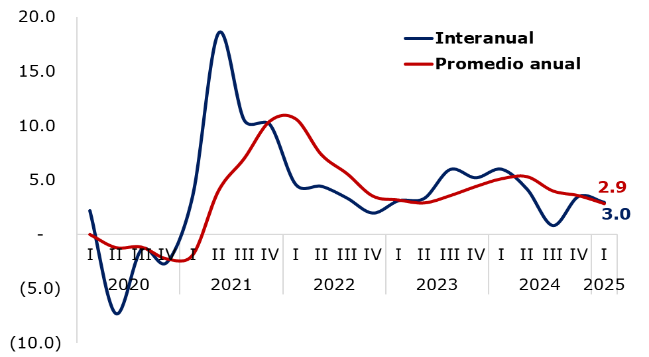 20.0
15.0
10.0
5.0
-
(5.0)
(10.0)
Interanual
Promedio anual
2.9
3.0
I II III IV I II III IV I II III IV I II III IV I II III IV I
2020 2021 2022 2023 2024 2025